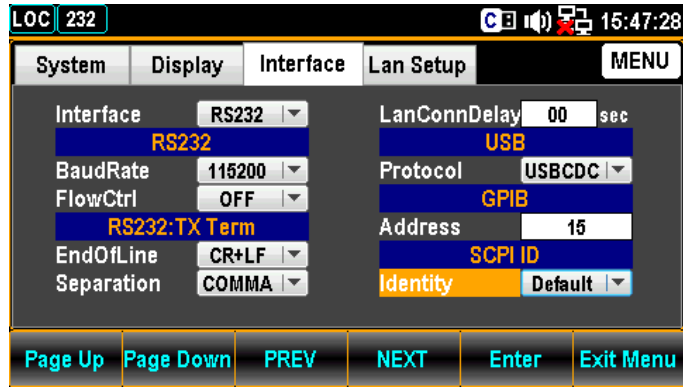 LOC 232 C 15:47:28
System Display Interface Lan Setup MENU
Interface RS232 LanConnDelay 00 sec
RS232 USB
BaudRate 115200 Protocol USBCDC
FlowCtrl OFF GPIB
RS232:TX Term Address 15
EndOfLine CR+LF SCPI ID
Separation COMMA Identity Default
Page Up Page Down PREV NEXT Enter Exit Menu